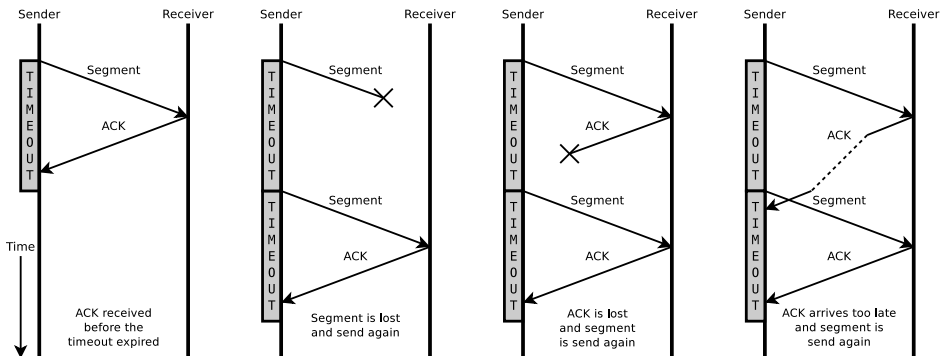 Sender Receiver
Segment
TIMEOUT
ACK
Time
ACK received
before the
timeout expired
Sender Receiver
Segment
TIMEOUT
Segment
TIMEOUT
ACK
Segment is lost
and send again
Sender Receiver
Segment
TIMEOUT
ACK
Segment
TIMEOUT
ACK
ACK is lost
and segment
is send again
Sender Receiver
Segment
TIMEOUT
ACK
Segment
TIMEOUT
ACK
ACK arrives too late
and segment is
send again